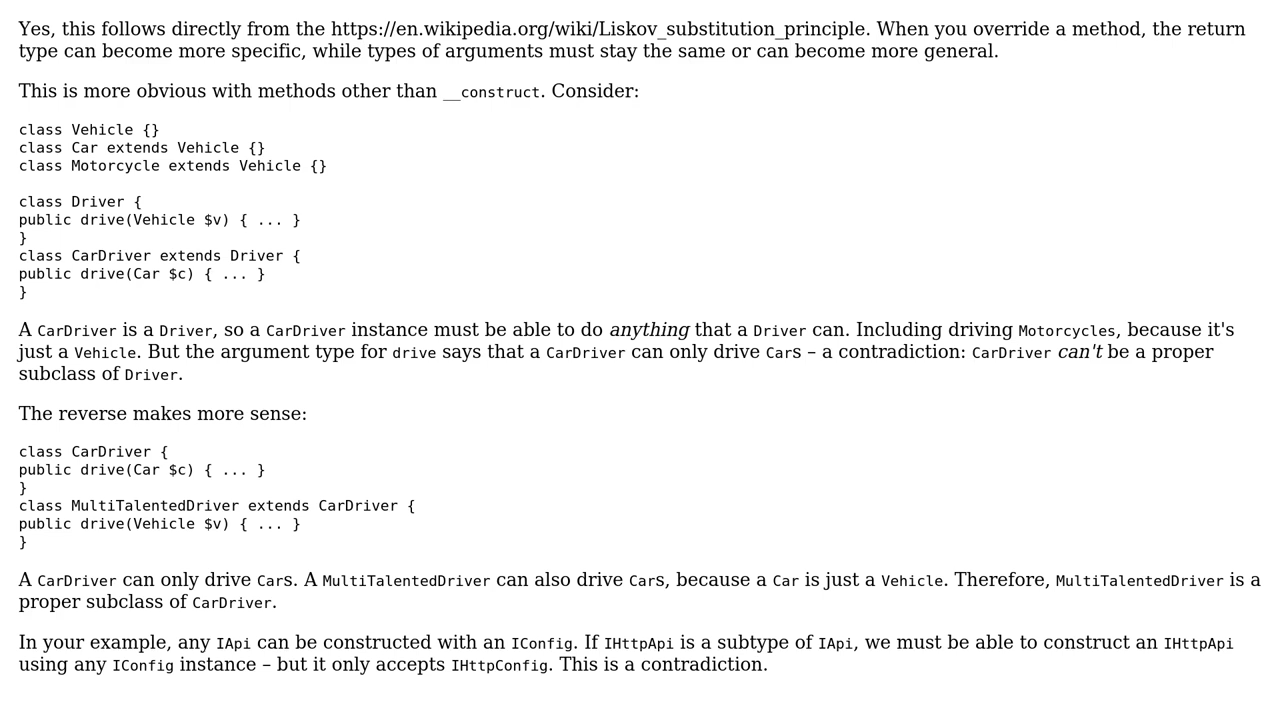 Yes, this follows directly from the https://en.wikipedia.org/wiki/Liskov_substitution_principle. When you override a method, the return
type can become more specific, while types of arguments must stay the same or can become more general.
This is more obvious with methods other than __construct. Consider:
class Vehicle {}
class Car extends Vehicle {}
class Motorcycle extends Vehicle {}
class Driver {
public drive(Vehicle $v) { ... }
}
class CarDriver extends Driver {
public drive(Car $c) { ... }
}
A CarDriver is a Driver, so a CarDriver instance must be able to do anything that a Driver can. Including driving Motorcycles, because it's
just a Vehicle. But the argument type for drive says that a CarDriver can only drive Cars – a contradiction: CarDriver can't be a proper
subclass of Driver.
The reverse makes more sense:
class CarDriver {
public drive(Car $c) { ... }
}
class MultiTalentedDriver extends CarDriver {
public drive(Vehicle $v) { ... }
}
A CarDriver can only drive Cars. A MultiTalentedDriver can also drive Cars, because a Car is just a Vehicle. Therefore, MultiTalentedDriver is a
proper subclass of CarDriver.
In your example, any IApi can be constructed with an IConfig. If IHttpApi is a subtype of IApi, we must be able to construct an IHttpApi
using any IConfig instance – but it only accepts IHttpConfig. This is a contradiction.